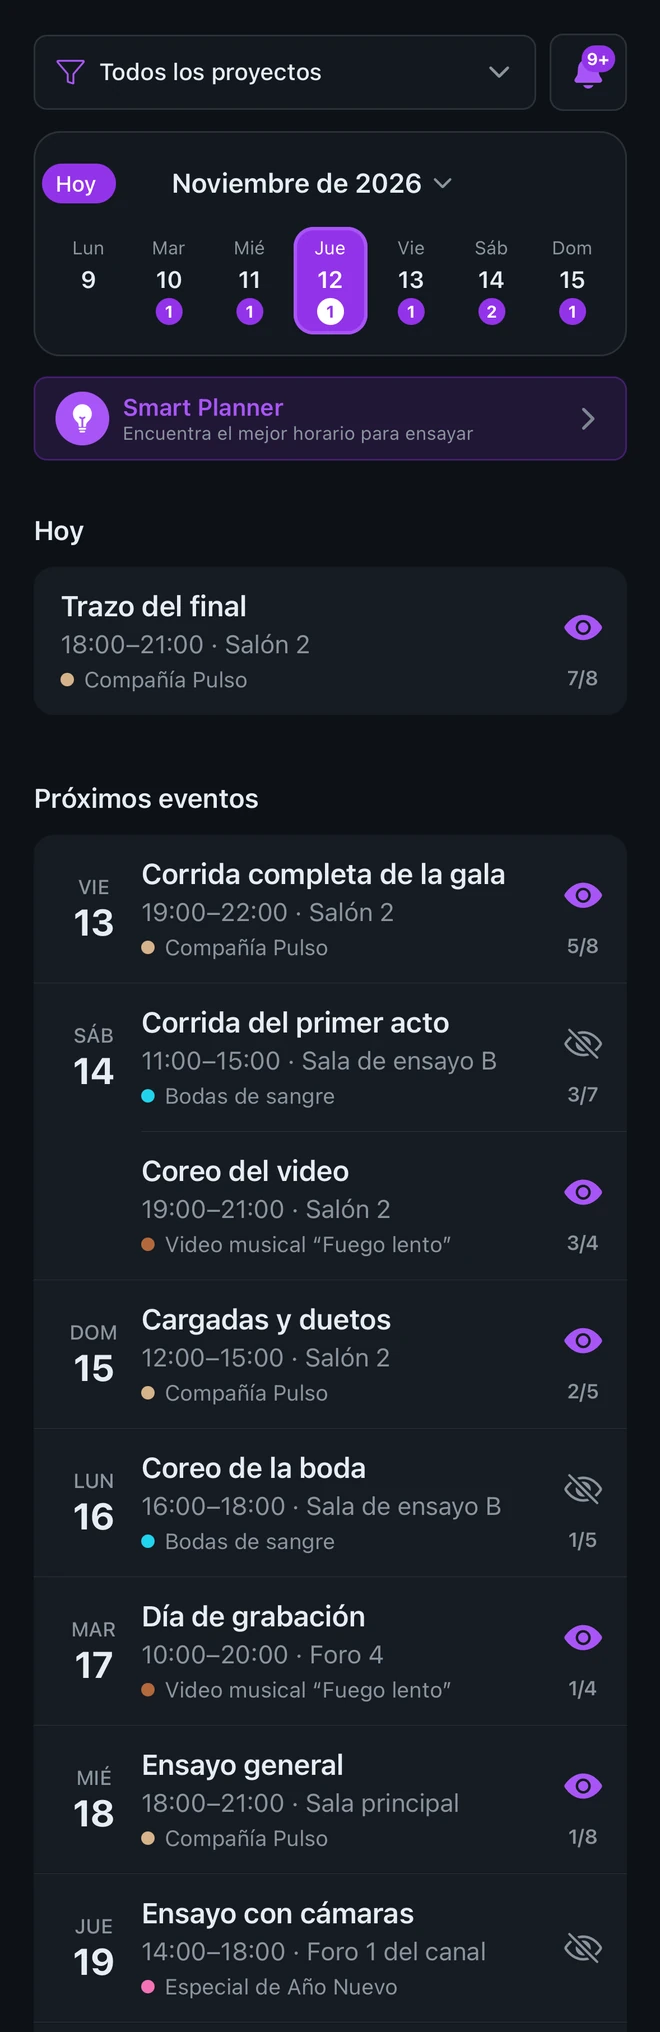 Todos los proyectos
9+
Hoy
Noviembre de 2026
Lun Mar Mié Jue Vie Sáb Dom
9 10 11 12 13 14 15
1 1 1 1 2 1
Smart Planner
Encuentra el mejor horario para ensayar
Hoy
Trazo del final
18:00–21:00 · Salón 2
Compañía Pulso
7/8
Próximos eventos
VIE
13
Corrida completa de la gala
19:00–22:00 · Salón 2
Compañía Pulso
5/8
SÁB
14
Corrida del primer acto
11:00–15:00 · Sala de ensayo B
Bodas de sangre
3/7
Coreo del video
19:00–21:00 · Salón 2
Video musical “Fuego lento”
3/4
DOM
15
Cargadas y duetos
12:00–15:00 · Salón 2
Compañía Pulso
2/5
LUN
16
Coreo de la boda
16:00–18:00 · Sala de ensayo B
Bodas de sangre
1/5
MAR
17
Día de grabación
10:00–20:00 · Foro 4
Video musical “Fuego lento”
1/4
MIÉ
18
Ensayo general
18:00–21:00 · Sala principal
Compañía Pulso
1/8
JUE
19
Ensayo con cámaras
14:00–18:00 · Foro 1 del canal
Especial de Año Nuevo